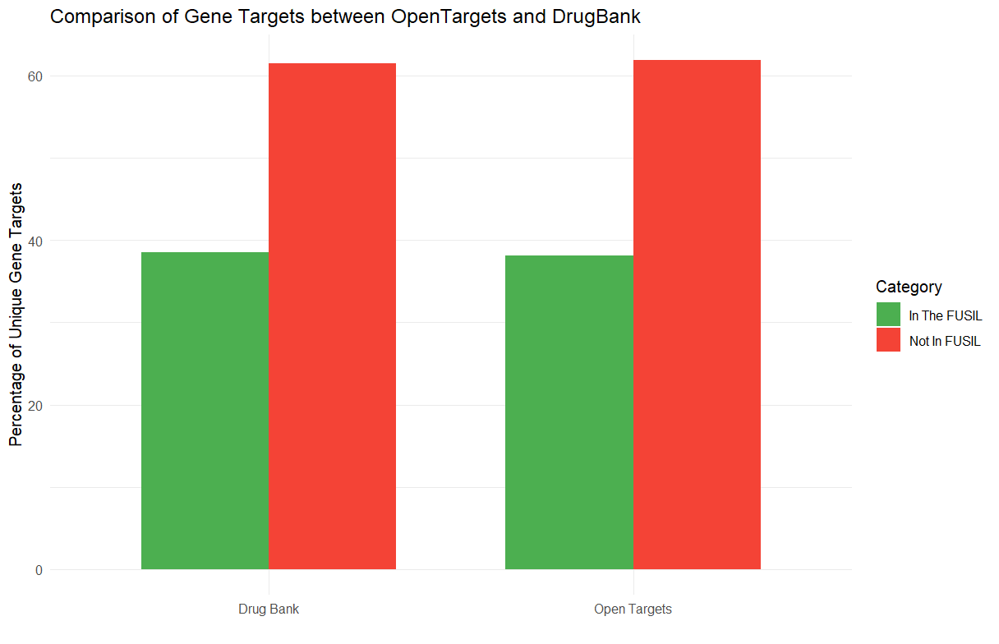 Comparison of Gene Targets between OpenTargets and DrugBank
Percentage of Unique Gene Targets
60
40
20
0
Drug Bank
Open Targets
Category
In The FUSIL
Not In FUSIL